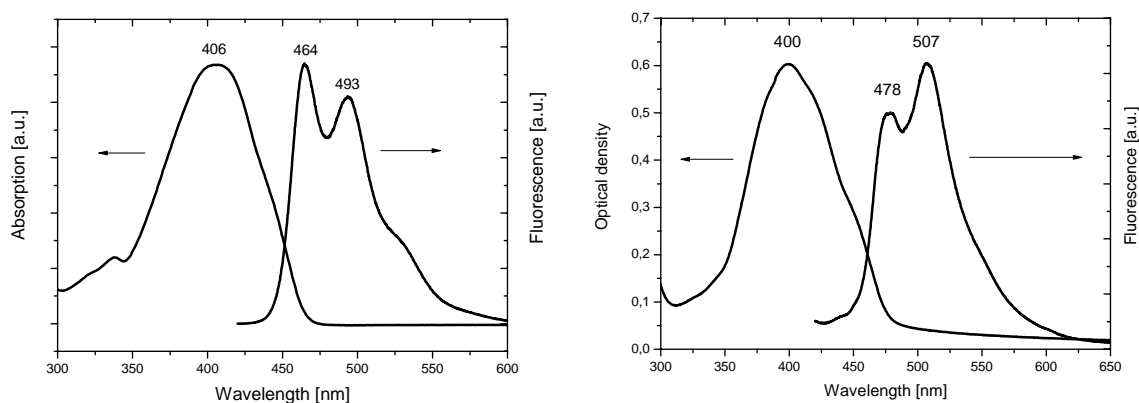 406
464
493
Absorption [a.u.]
Fluorescence [a.u.]
300 350 400 450 500 550 600
Wavelength [nm]
0,7
0,6
0,5
0,4
0,3
0,2
0,1
0,0
400
507
478
Optical density
Fluorescence [a.u.]
300 350 400 450 500 550 600 650
Wavelength [nm]